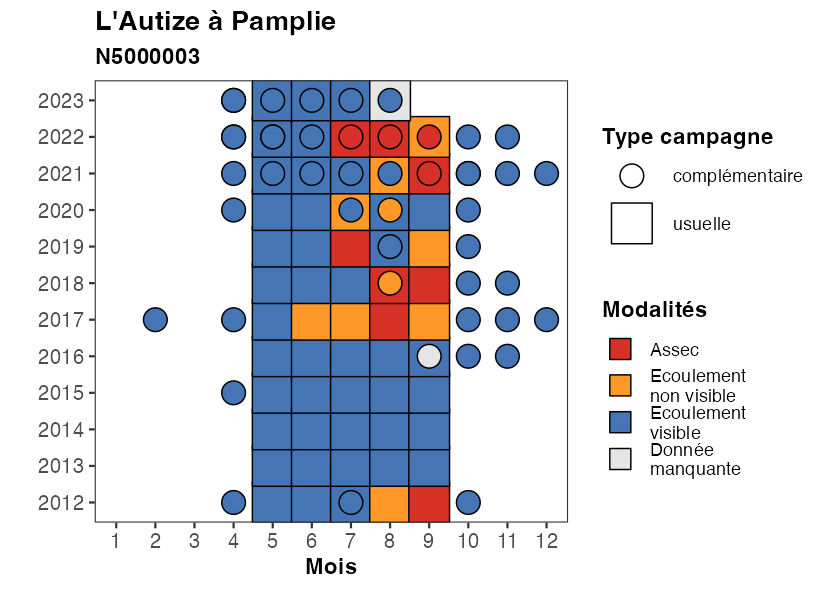 L'Autize à Pamplie
N5000003
2023
2022
2021
2020
2019
2018
2017
2016
2015
2014
2013
2012
1 2 3 4 5 6 7 8 9 10 11 12
Mois
Type campagne
complémentaire
usuelle
Modalités
Assec
Ecoulement
non visible
Ecoulement
visible
Donnée
manquante